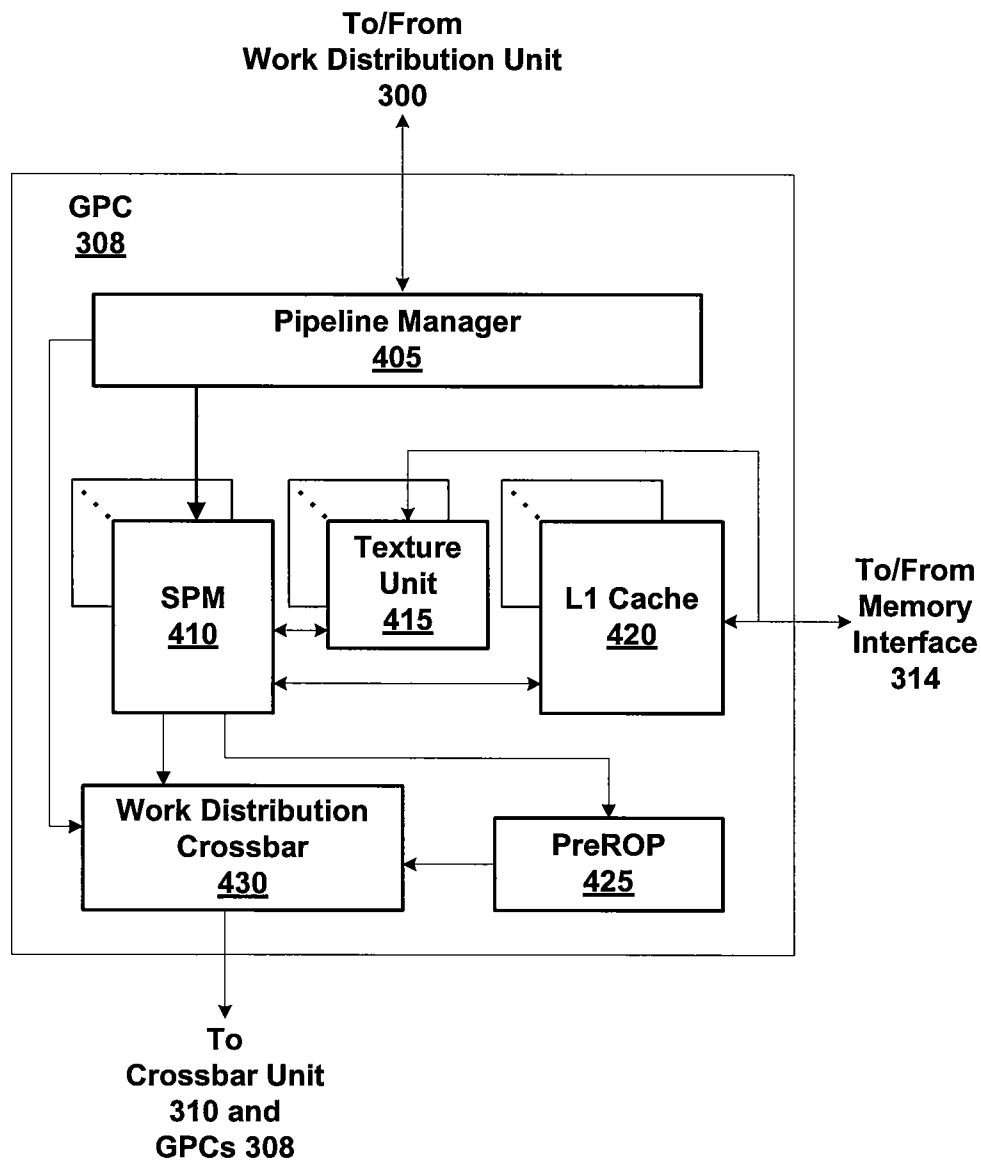 To/From
Work Distribution Unit
300
GPC
308
Pipeline Manager
405
SPM
410
Texture
Unit
415
L1 Cache
420
To/From
Memory
Interface
314
Work Distribution
Crossbar
430
PreROP
425
To
Crossbar Unit
310 and
GPCs 308